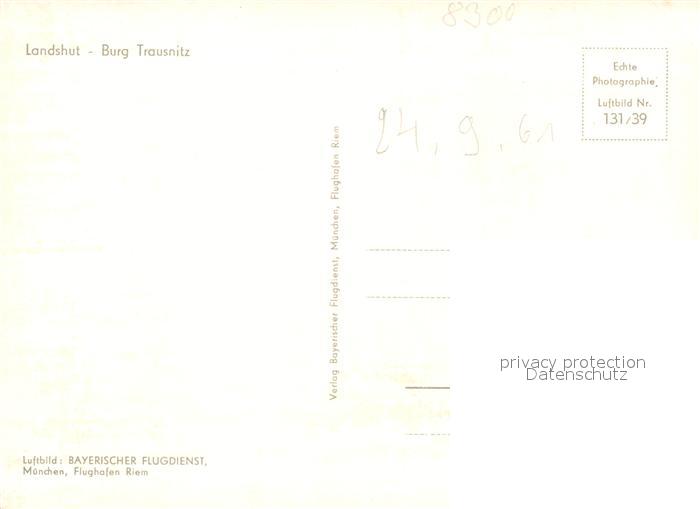 8300
Landshut - Burg Trausnitz
Echte
Photographie
Luftbild Nr.
131/39
24. 9. 61
Verlag Bayerischer Flugdienst, München, Flughafen Riem
privacy protection
Datenschutz
Luftbild: BAYERISCHER FLUGDIENST,
München, Flughafen Riem